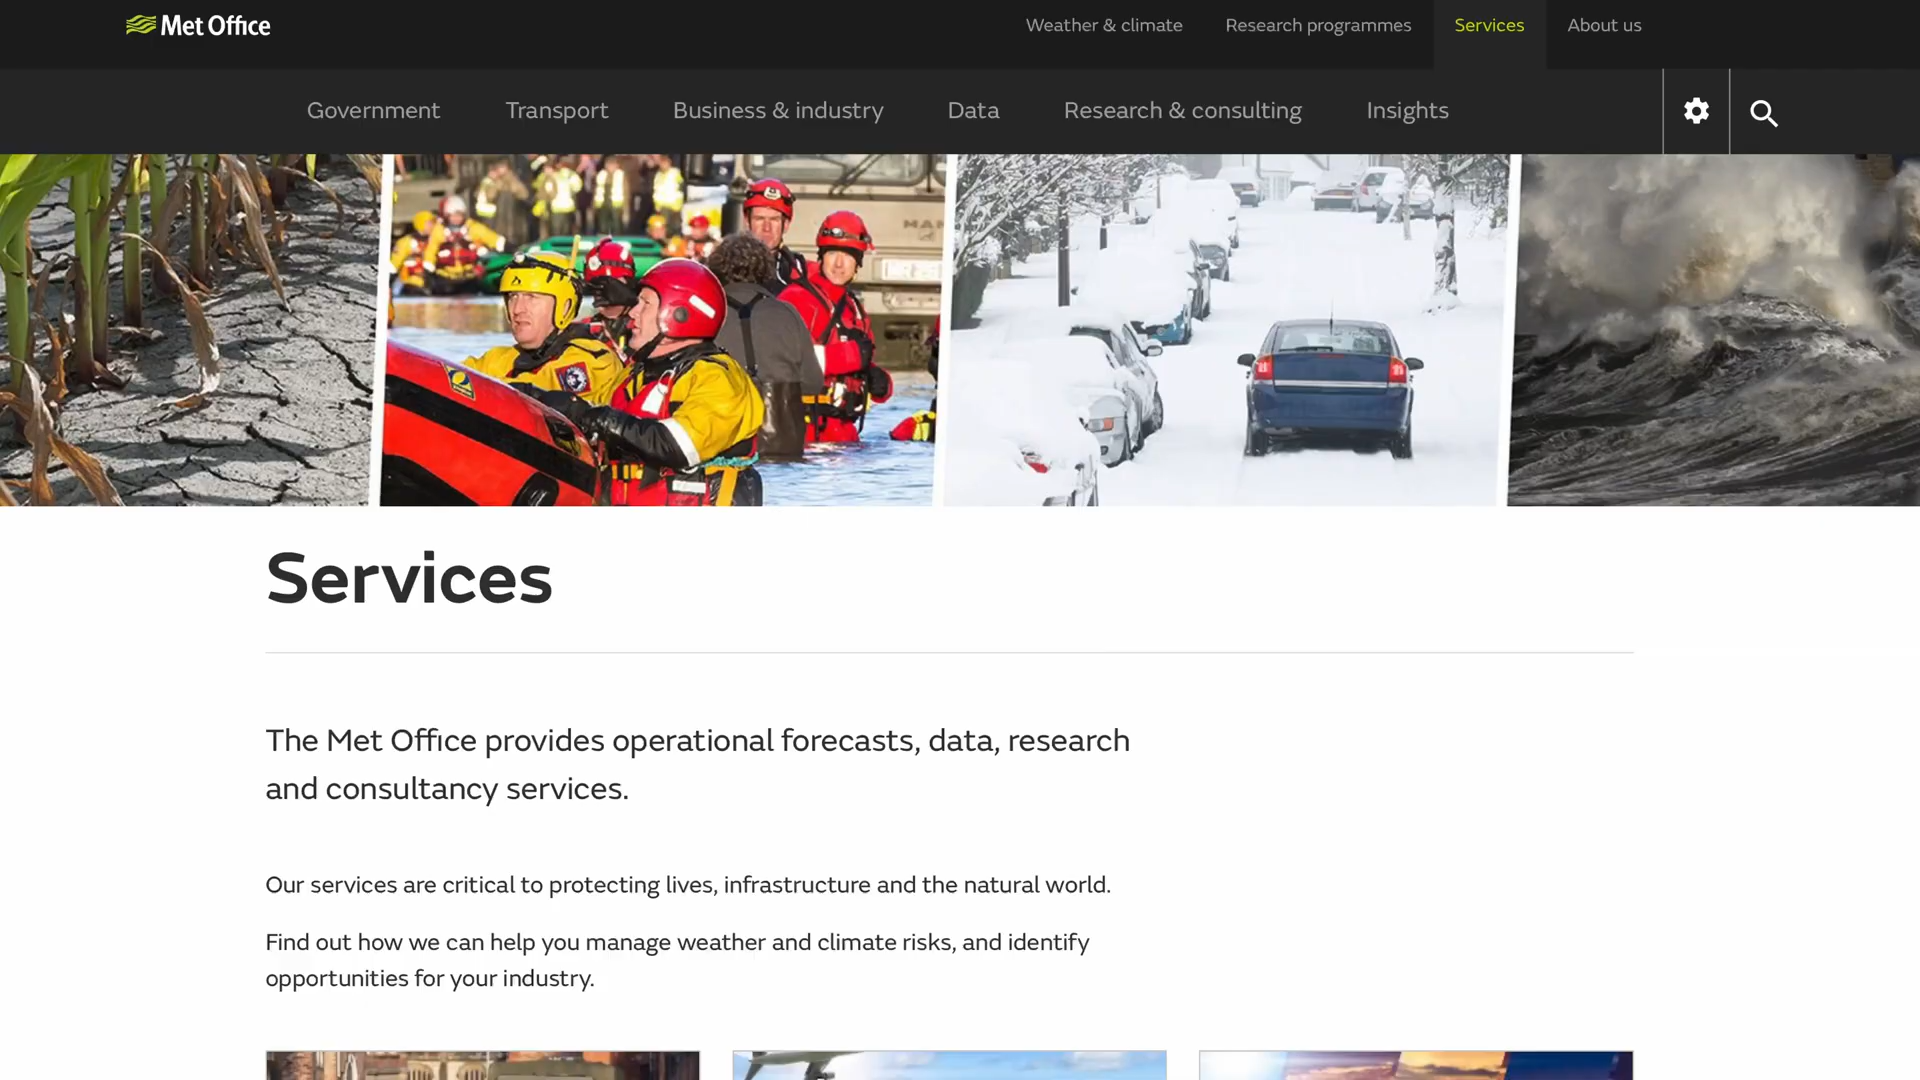 Met Office
Weather & climate
Research programmes
Services
About us
Government
Transport
Business & industry
Data
Research & consulting
Insights
MAN
Services
The Met Office provides operational forecasts, data, research
and consultancy services.
Our services are critical to protecting lives, infrastructure and the natural world.
Find out how we can help you manage weather and climate risks, and identify
opportunities for your industry.